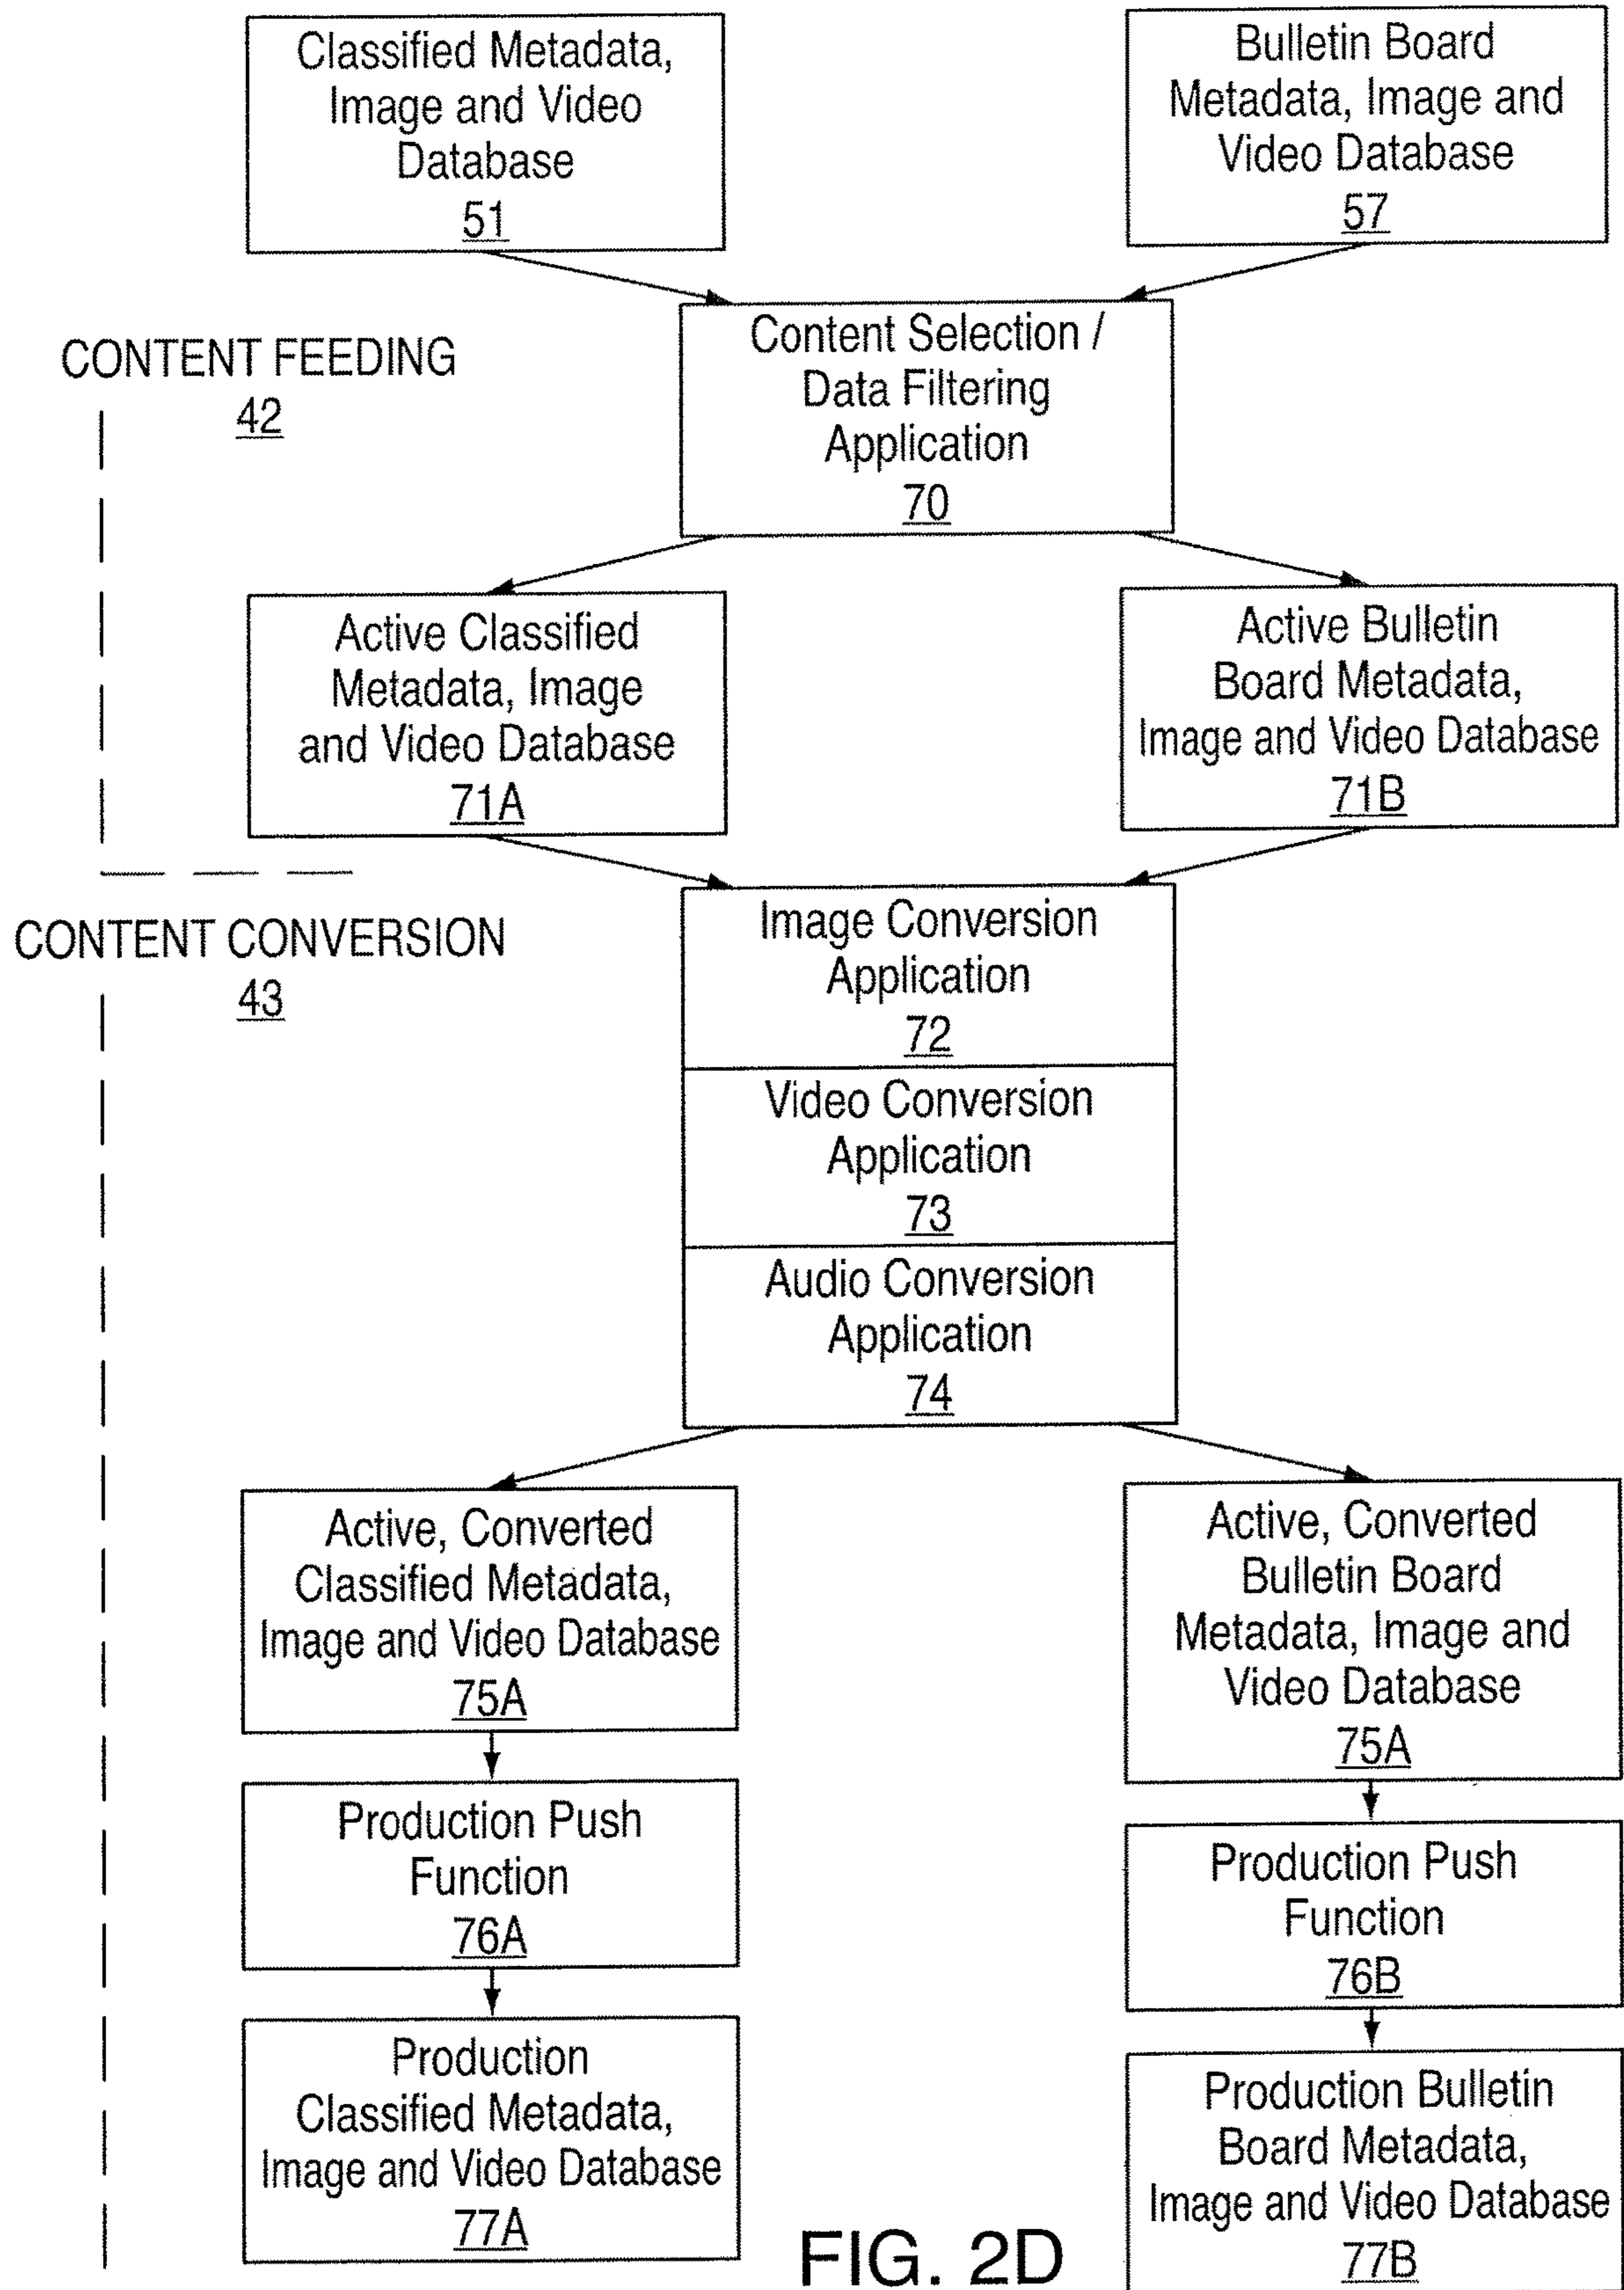 Classified Metadata,
Image and Video
Database
51
Bulletin Board
Metadata, Image and
Video Database
57
CONTENT FEEDING
42
Content Selection /
Data Filtering
Application
70
Active Classified
Metadata, Image
and Video Database
71A
Active Bulletin
Board Metadata,
Image and Video Database
71B
CONTENT CONVERSION
43
Image Conversion
Application
72
Video Conversion
Application
73
Audio Conversion
Application
74
Active, Converted
Classified Metadata,
Image and Video Database
75A
Active, Converted
Bulletin Board
Metadata, Image and
Video Database
75A
Production Push
Function
76A
Production Push
Function
76B
Production
Classified Metadata,
Image and Video Database
77A
Production Bulletin
Board Metadata,
Image and Video Database
77B
FIG. 2D